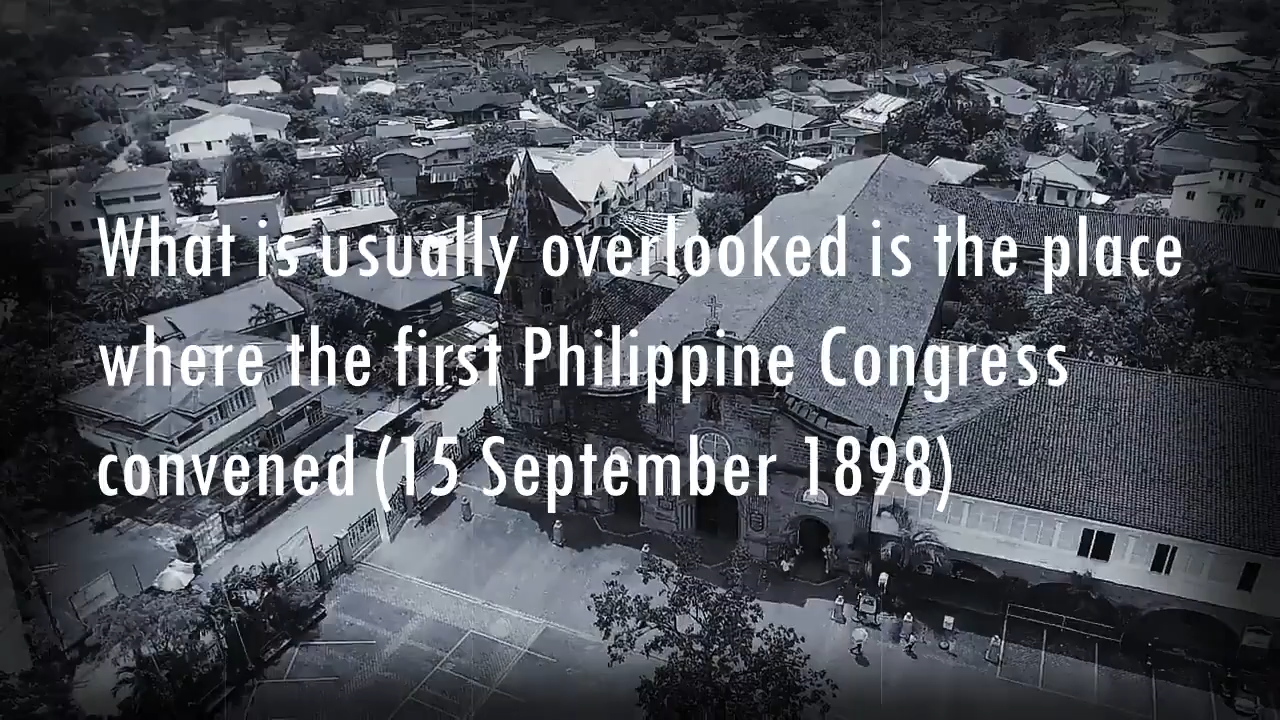 What is usually overlooked is the place
where the first Philippine Congress
convened (15 September 1898)